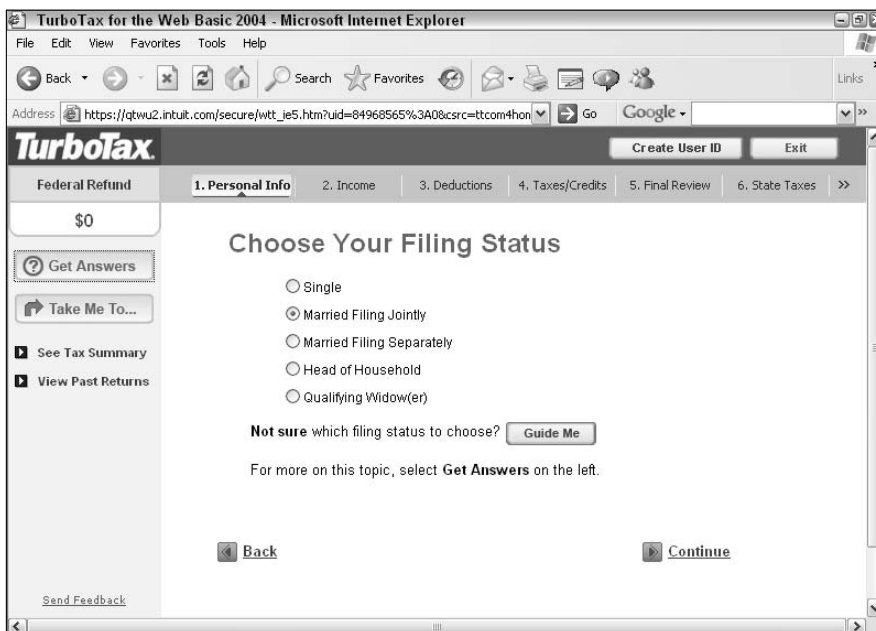 TurboTax for the Web Basic 2004 - Microsoft Internet Explorer
File Edit View Favorites Tools Help
Back Search Favorites Links
Address https://qtwu2.intuit.com/secure/wtt_ie5.htm?uid=84968565%3A0&csrc=ttcom4hon Go Google
TurboTax. Create User ID Exit
Federal Refund 1. Personal Info 2. Income 3. Deductions 4. Taxes/Credits 5. Final Review 6. State Taxes >>
$0
Get Answers
Take Me To...
See Tax Summary
View Past Returns
Choose Your Filing Status
Single
Married Filing Jointly
Married Filing Separately
Head of Household
Qualifying Widow(er)
Not sure which filing status to choose? Guide Me
For more on this topic, select Get Answers on the left.
Back Continue
Send Feedback